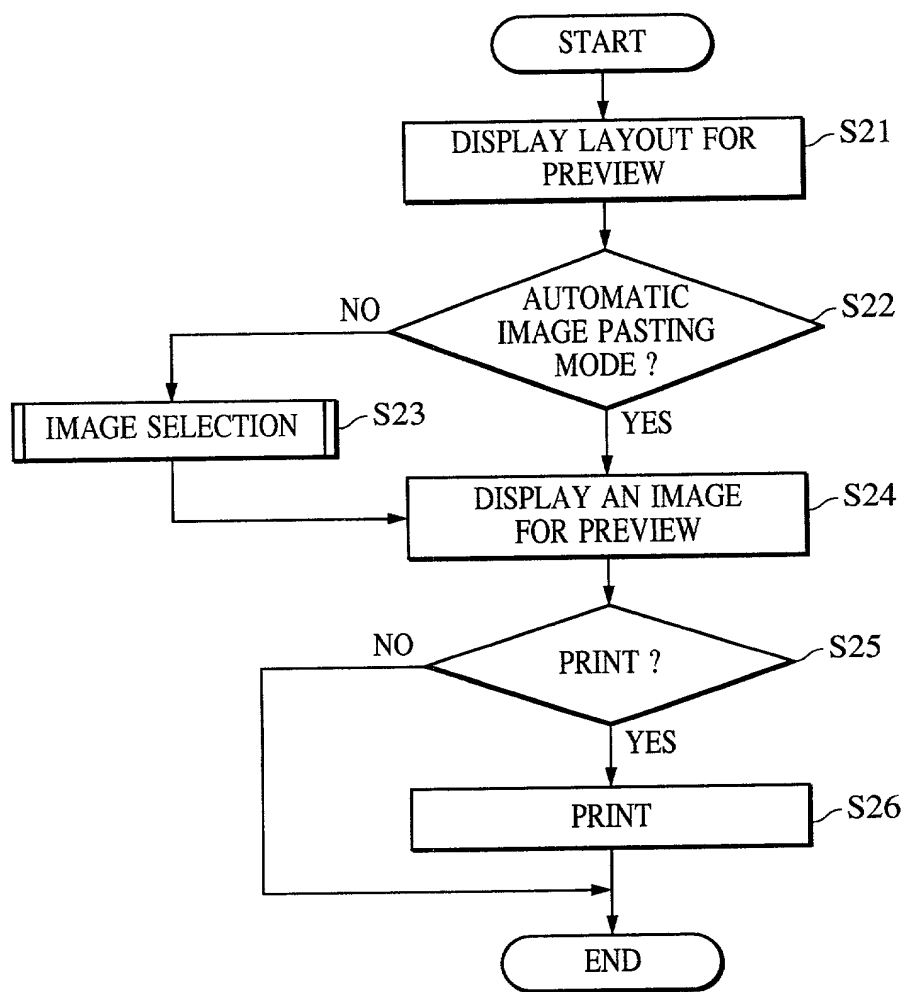 START
DISPLAY LAYOUT FOR
PREVIEW
S21
AUTOMATIC
IMAGE PASTING
MODE ?
S22
NO
YES
IMAGE SELECTION
S23
DISPLAY AN IMAGE
FOR PREVIEW
S24
PRINT ?
S25
NO
YES
PRINT
S26
END